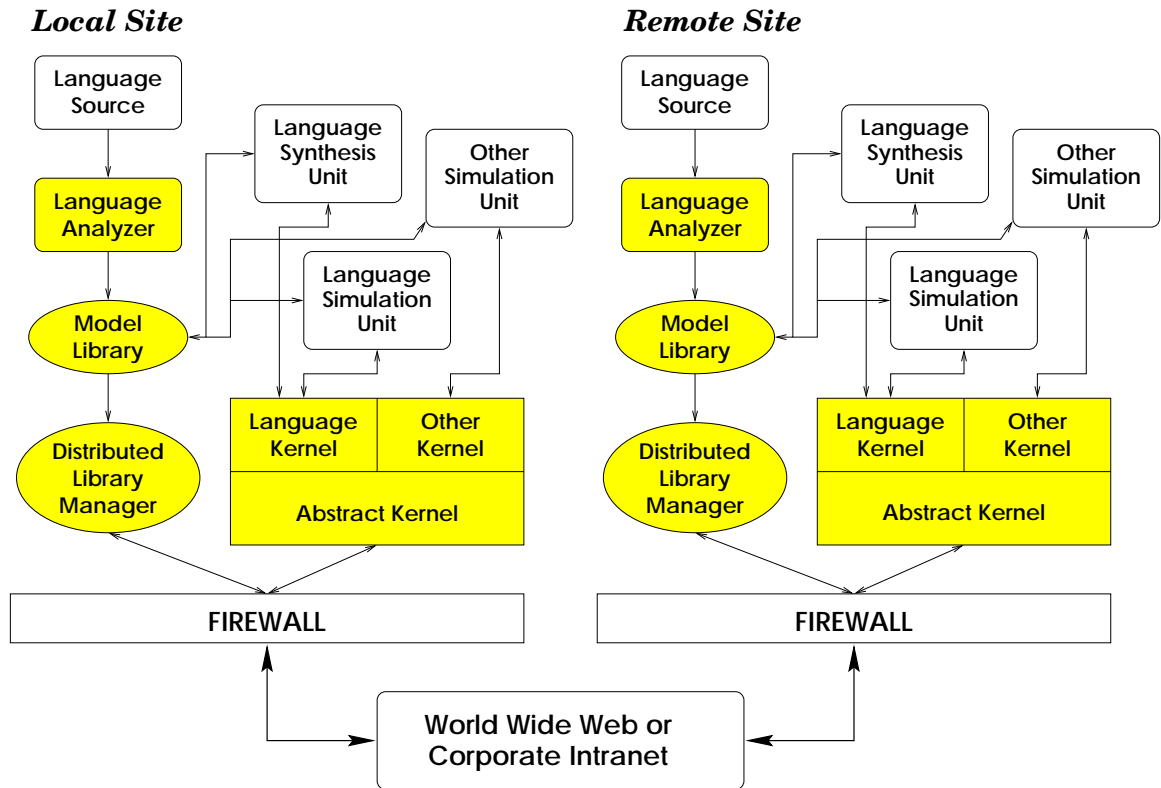 Local Site
Language
Source
Language
Synthesis
Unit
Other
Simulation
Unit
Language
Analyzer
Language
Simulation
Unit
Model
Library
Language
Kernel
Other
Kernel
Distributed
Library
Manager
Abstract Kernel
FIREWALL
Remote Site
Language
Source
Language
Synthesis
Unit
Other
Simulation
Unit
Language
Analyzer
Language
Simulation
Unit
Model
Library
Language
Kernel
Other
Kernel
Distributed
Library
Manager
Abstract Kernel
FIREWALL
World Wide Web or
Corporate Intranet